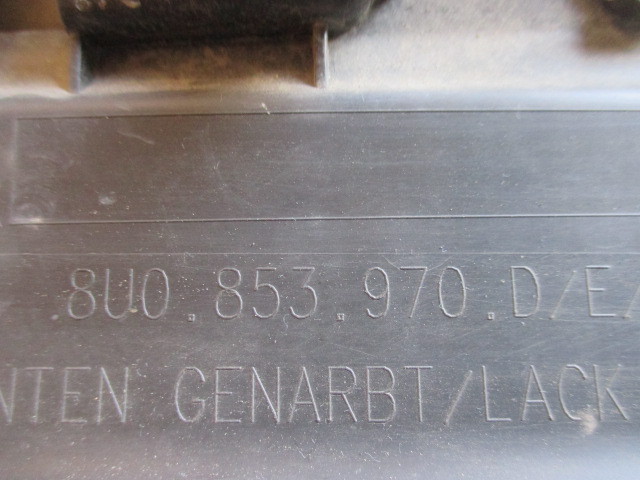 .8U0.853.970.D/E/
NTEN GENARBT/LACK